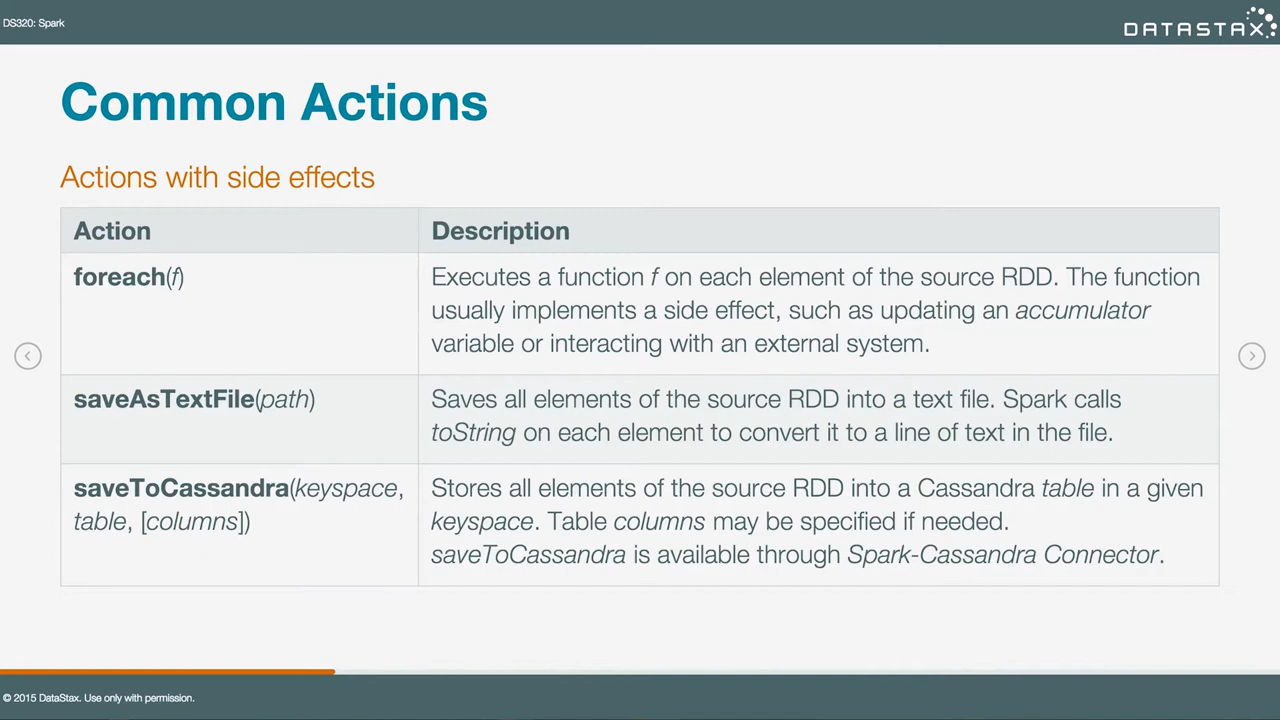 DS320: Spark
DATASTAX
Common Actions
Actions with side effects
Action
Description
foreach(f)
Executes a function f on each element of the source RDD. The function
usually implements a side effect, such as updating an accumulator
variable or interacting with an external system.
saveAsTextFile(path)
Saves all elements of the source RDD into a text file. Spark calls
toString on each element to convert it to a line of text in the file.
saveToCassandra(keyspace,
table, [columns])
Stores all elements of the source RDD into a Cassandra table in a given
keyspace. Table columns may be specified if needed.
saveToCassandra is available through Spark-Cassandra Connector.
© 2015 DataStax. Use only with permission.